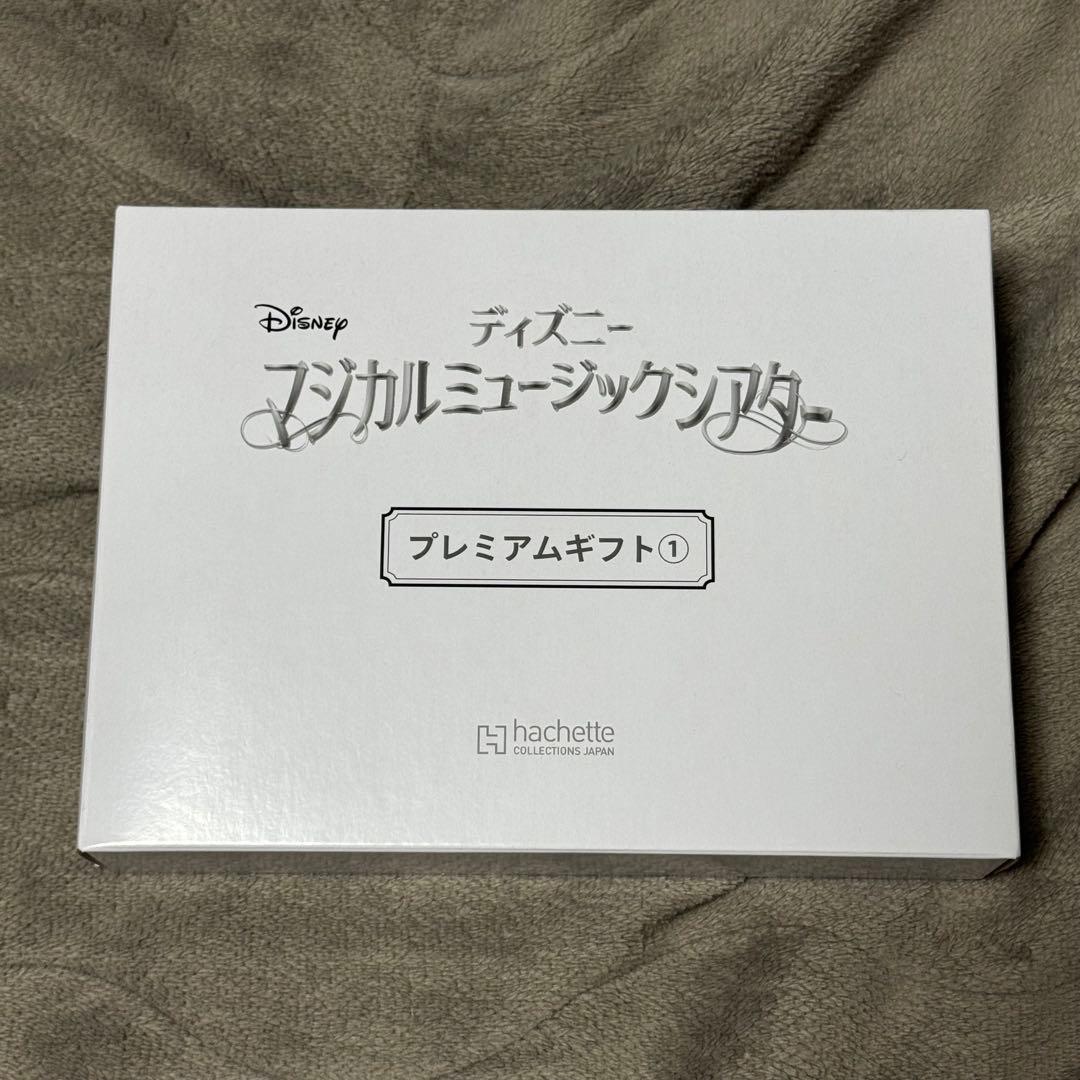 Disney
ディズニー
マジカルミュージックシアター
プレミアムギフト①
hachette
COLLECTIONS JAPAN